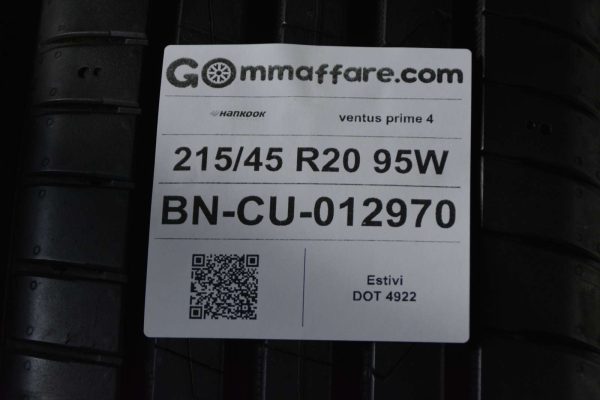 GOmmaffare.com
HANKOOK ventus prime 4
215/45 R20 95W
BN-CU-012970
Estivi
DOT 4922